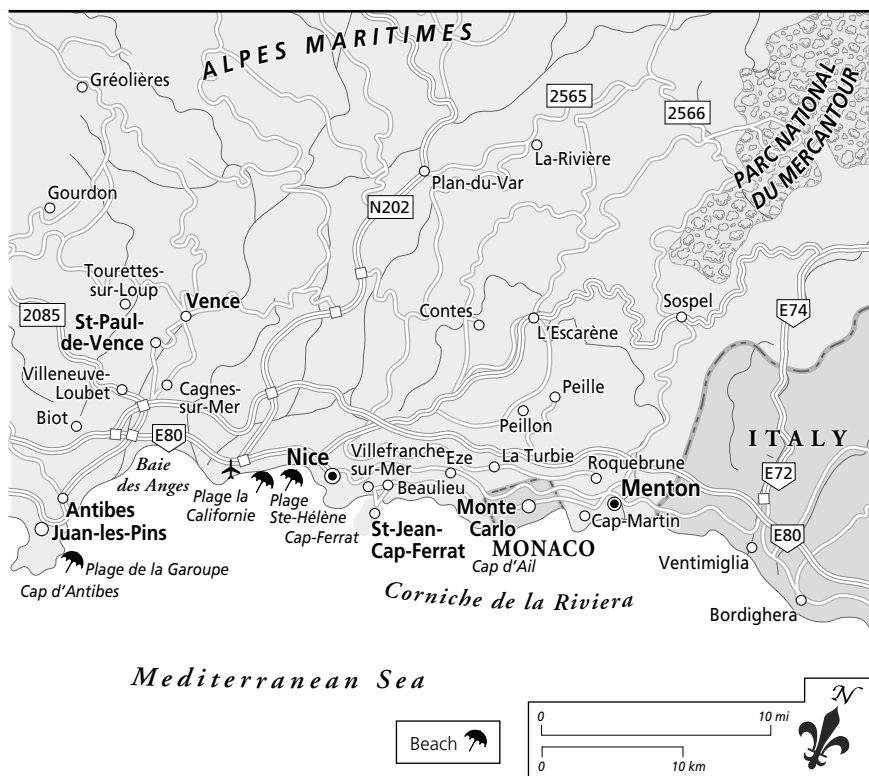 ALPES MARITIMES
Gréolières
2565
2566
PARC NATIONAL
DU MERCANTOUR
La-Rivière
Plan-du-Var
Gourdon
N202
Tourettes-
sur-Loup
Vence
2085
St-Paul-
de-Vence
Contes
L'Escarène
Sospel
E74
Villeneuve-
Loubet
Cagnes-
sur-Mer
Peille
Biot
Peillon
E80
ITALY
Baie
des Anges
Nice
Villefranche-
sur-Mer
Eze
La Turbie
Roquebrune
E72
Plage la
Californie
Plage
Ste-Hélène
Beaulieu
Menton
Antibes
Juan-les-Pins
Cap-Ferrat
St-Jean-
Cap-Ferrat
Monte
Carlo
MONACO
Cap-Martin
E80
Cap d'Ail
Ventimiglia
Plage de la Garoupe
Cap d'Antibes
Corniche de la Riviera
Bordighera
Mediterranean Sea
Beach
0 10 mi
0 10 km
N